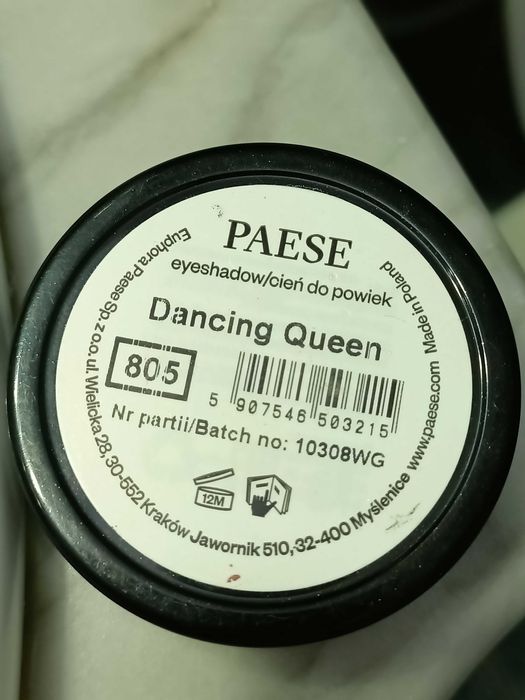 PAESE
eyeshadow/cień do powiek
Dancing Queen
805
5 907546 503215
Nr partii/Batch no: 10308WG
12M
Euphora Paese Sp. z o.o. ul. Wielicka 28, 30-552 Kraków Jawornik 510, 32-400 Myślenice www.paese.com Made in Poland